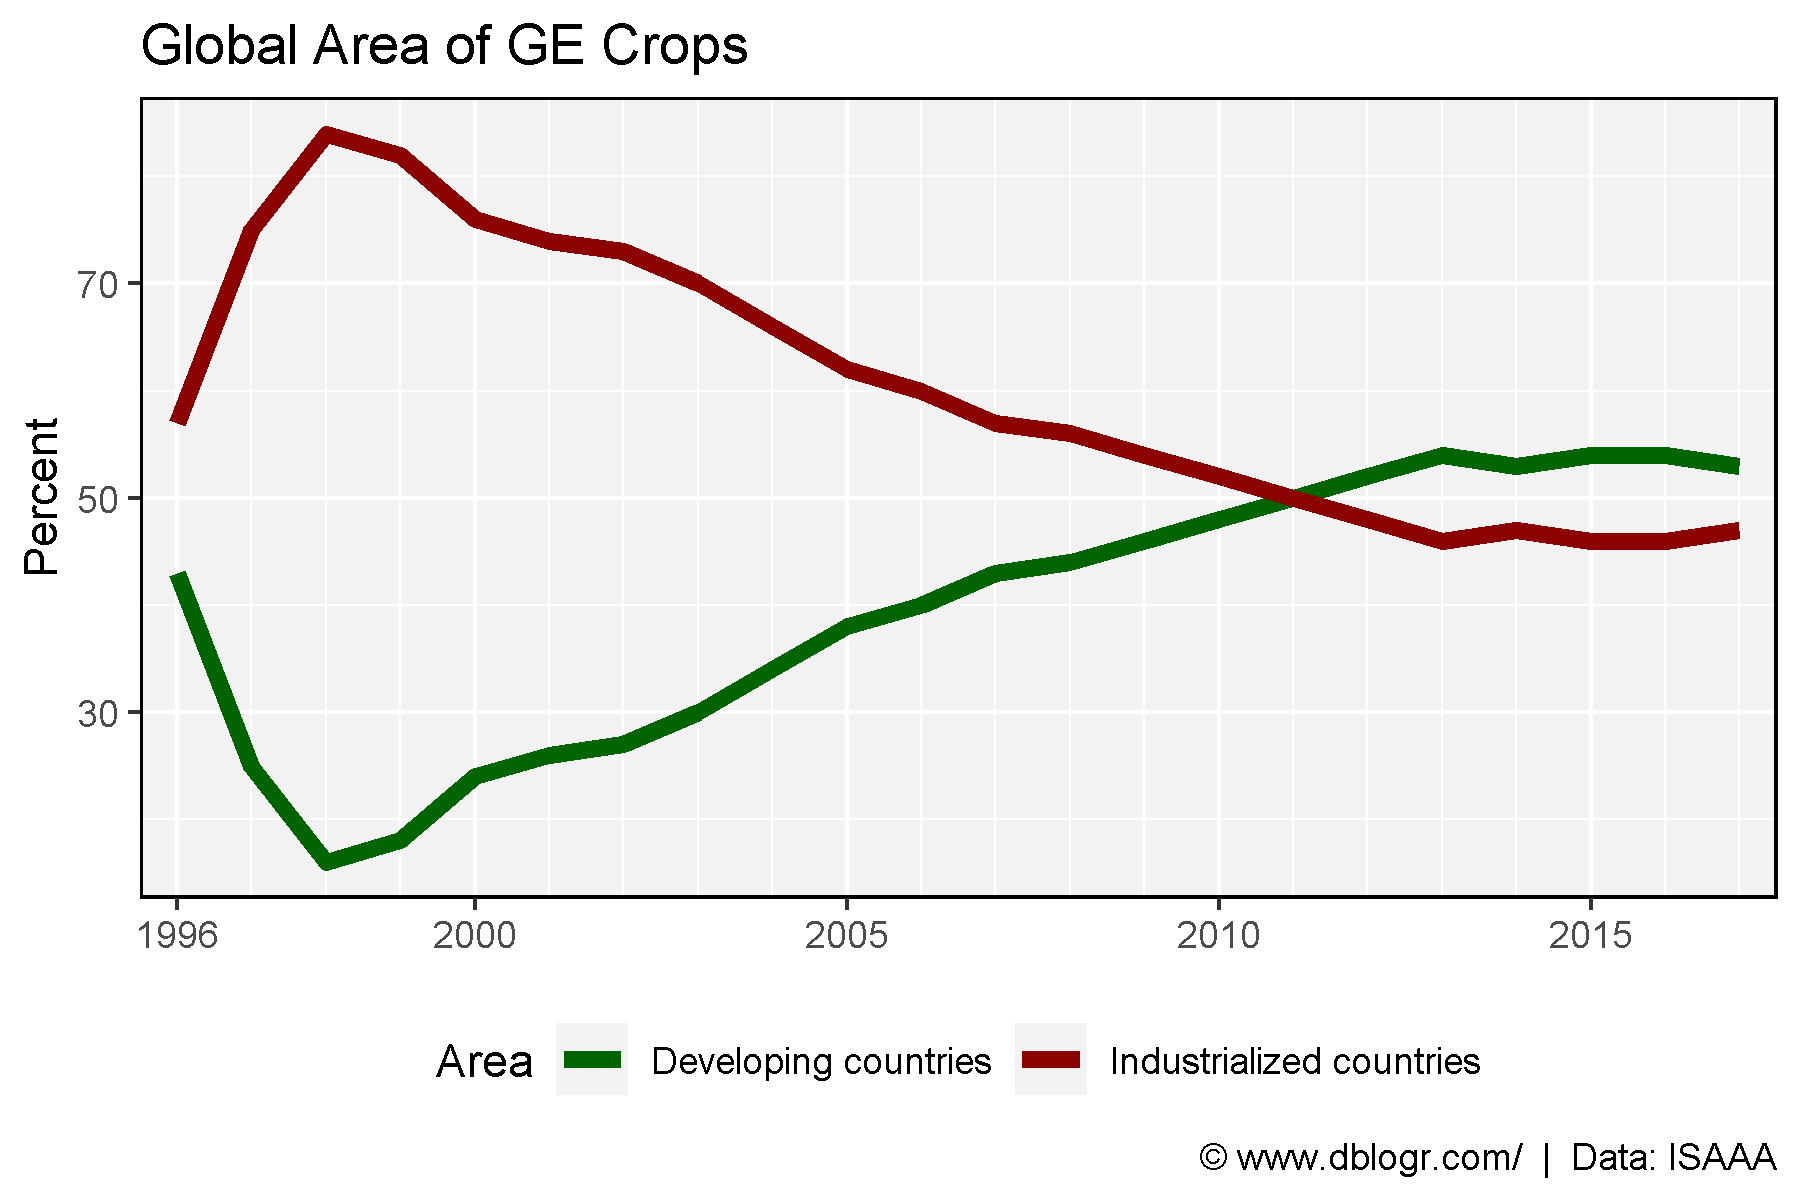 Global Area of GE Crops
Percent
70
50
30
1996 2000 2005 2010 2015
Area Developing countries Industrialized countries
© www.dblogr.com/ | Data: ISAAA